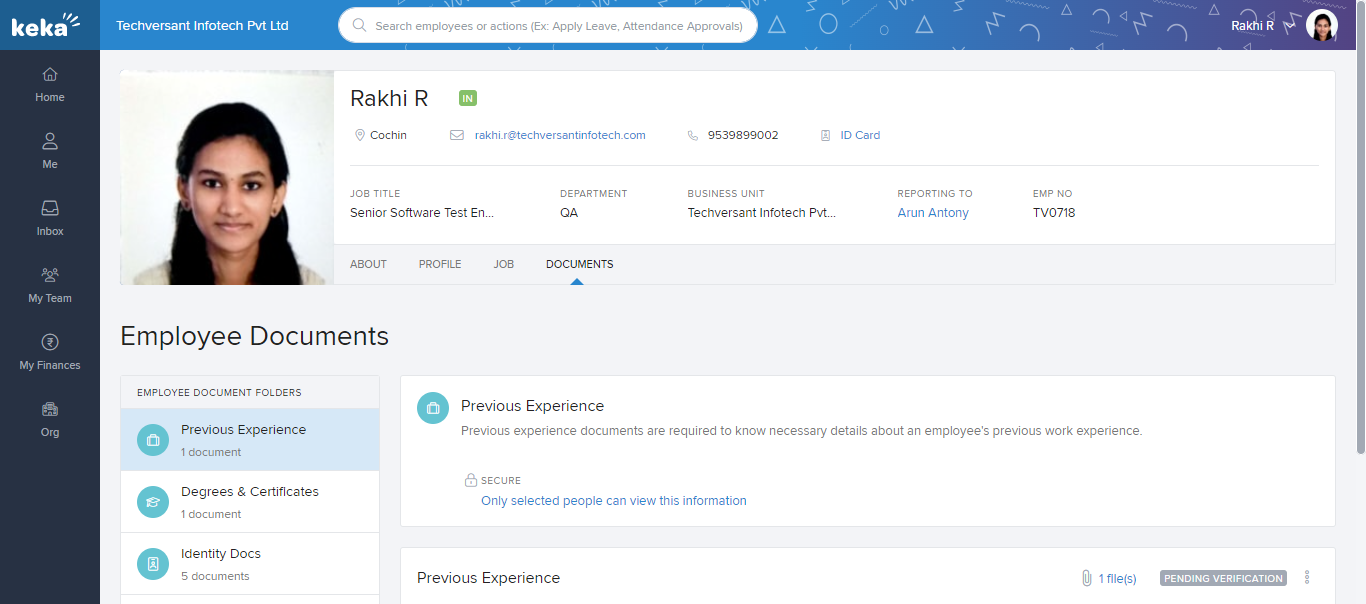 keka
Techversant Infotech Pvt Ltd
Search employees or actions (Ex: Apply Leave, Attendance Approvals)
Rakhi R
Home
Me
Inbox
My Team
My Finances
Org
Rakhi R IN
Cochin rakhi.r@techversantinfotech.com 9539899002 ID Card
JOB TITLE DEPARTMENT BUSINESS UNIT REPORTING TO EMP NO
Senior Software Test En... QA Techversant Infotech Pvt... Arun Antony TV0718
ABOUT PROFILE JOB DOCUMENTS
Employee Documents
EMPLOYEE DOCUMENT FOLDERS
Previous Experience
1 document
Degrees & Certificates
1 document
Identity Docs
5 documents
Previous Experience
Previous experience documents are required to know necessary details about an employee's previous work experience.
SECURE
Only selected people can view this information
Previous Experience 1 file(s) PENDING VERIFICATION